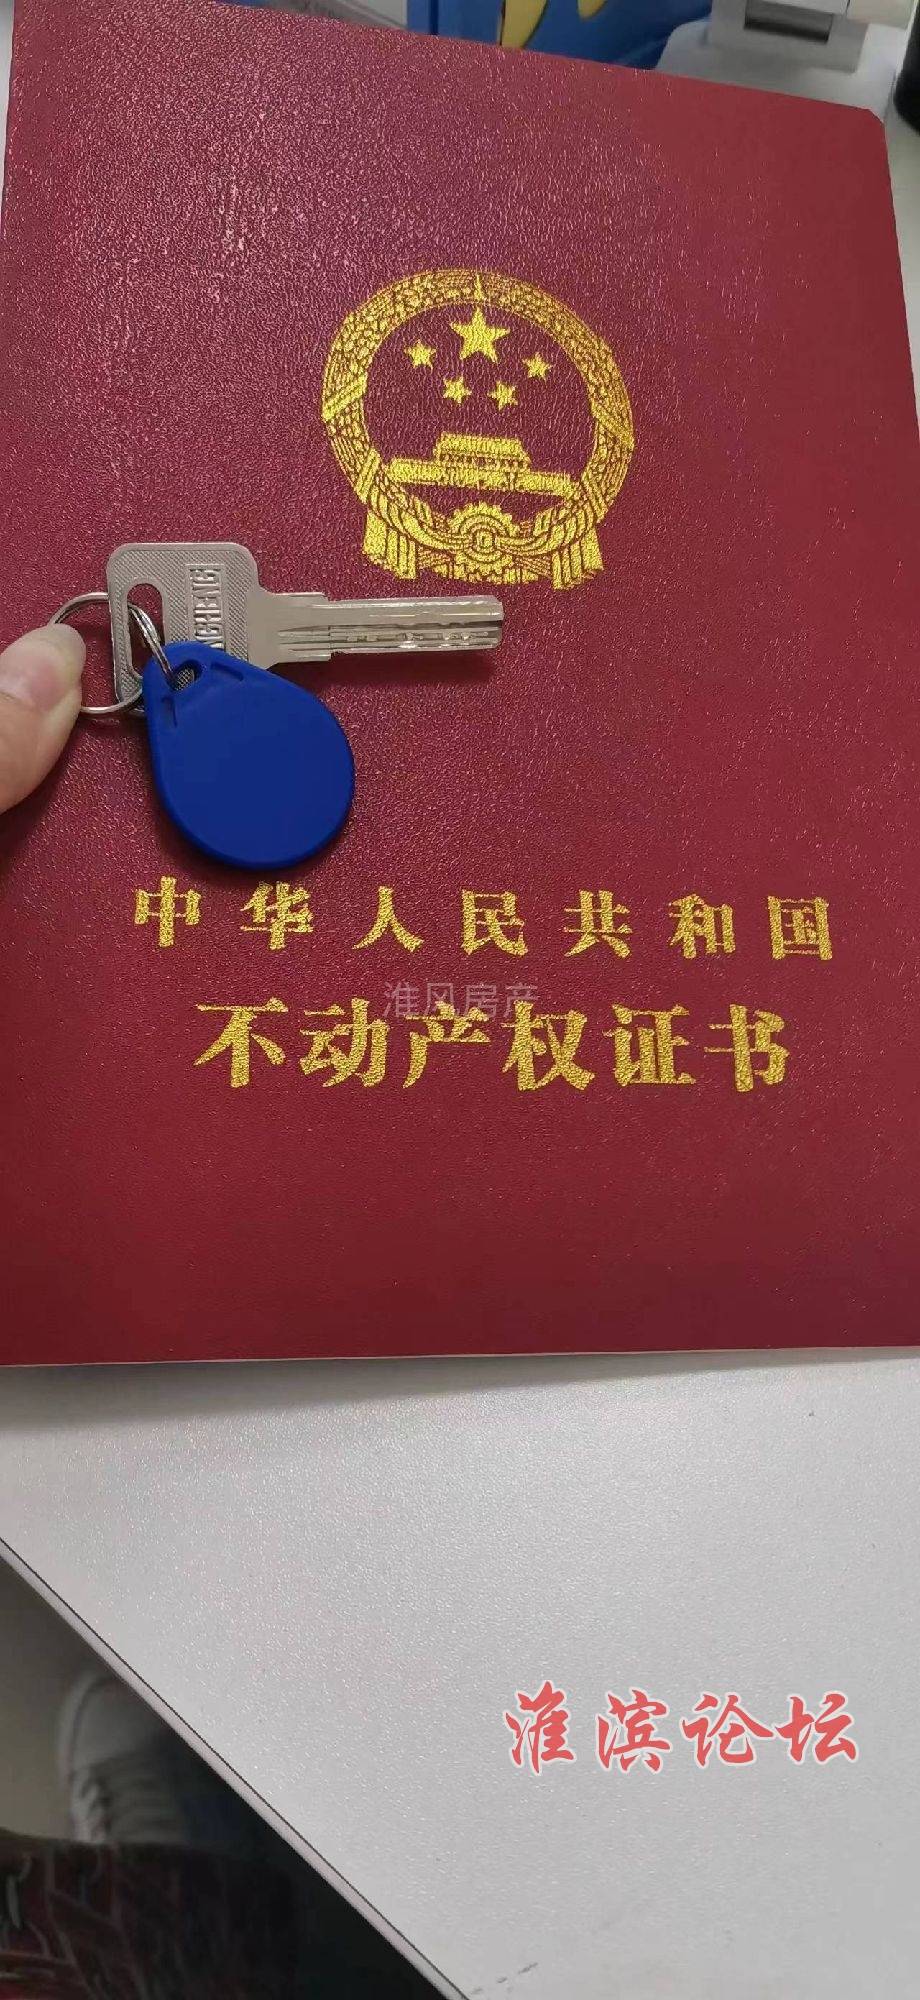 中华人民共和国
淮风房产
不动产权证书
淮滨论坛